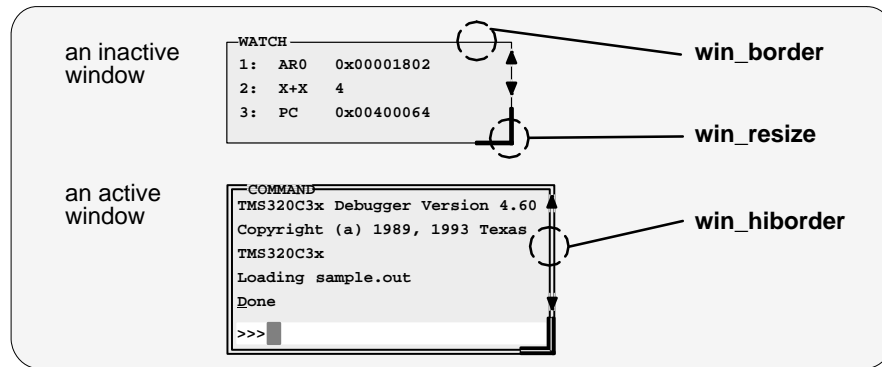 an inactive
window
WATCH
1: AR0 0x00001802
2: X+X 4
3: PC 0x00400064
win_border
win_resize
an active
window
COMMAND
TMS320C3x Debugger Version 4.60
Copyright (a) 1989, 1993 Texas
TMS320C3x
Loading sample.out
Done
>>>
win_hiborder